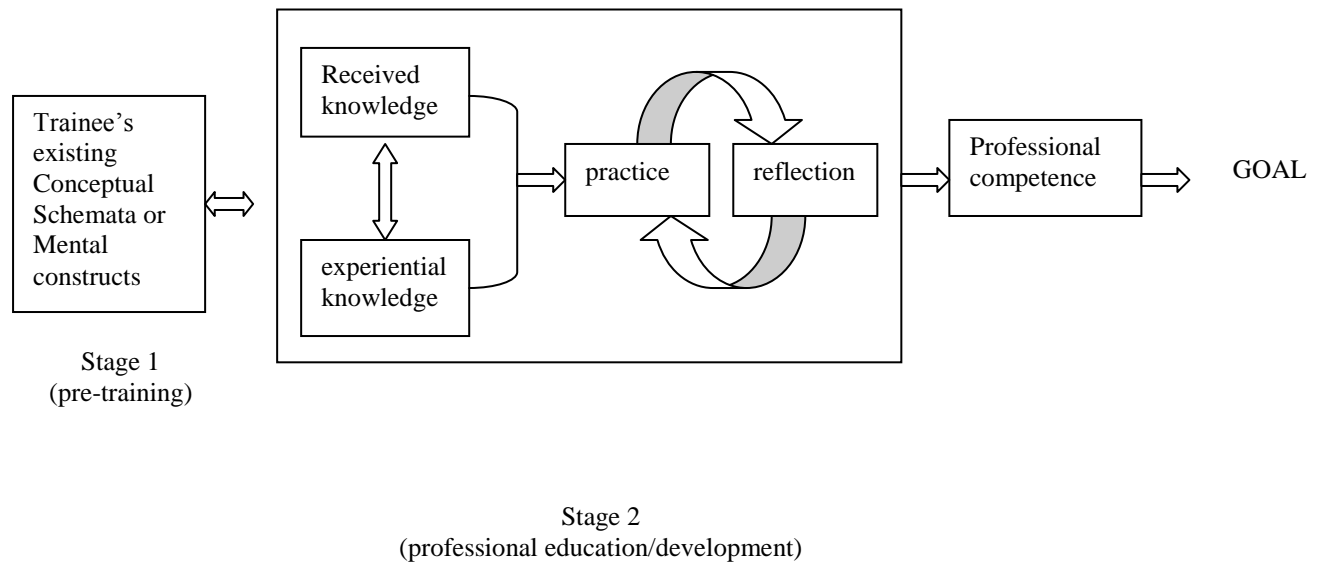 Trainee’s
existing
Conceptual
Schemata or
Mental
constructs
Stage 1
(pre-training)
Received
knowledge
experiential
knowledge
practice
reflection
Professional
competence
GOAL
Stage 2
(professional education/development)